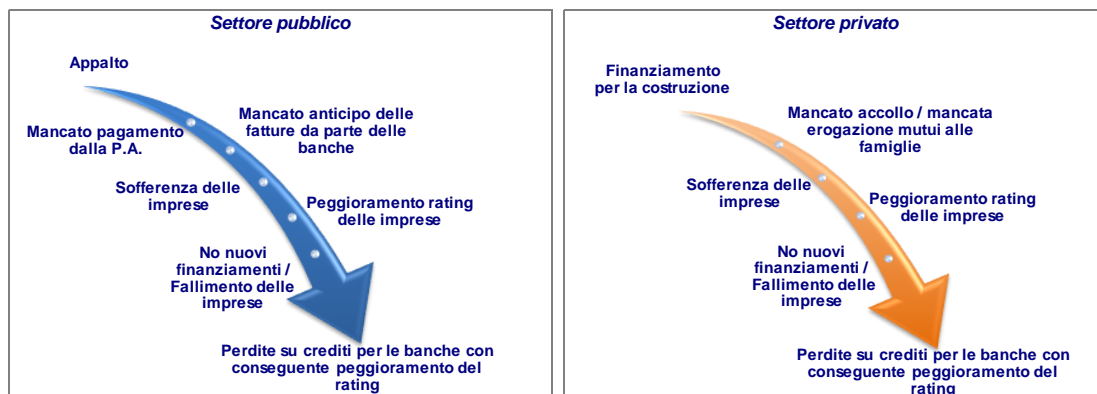 Settore pubblico
Appalto
Mancato anticipo delle
fatture da parte delle
banche
Mancato pagamento
dalla P.A.
Sofferenza delle
imprese
Peggioramento rating
delle imprese
No nuovi
finanziamenti /
Fallimento delle
imprese
Perdite su crediti per le banche con
conseguente peggioramento del
rating
Settore privato
Finanziamento
per la costruzione
Mancato accollo / mancata
erogazione mutui alle
famiglie
Sofferenza delle
imprese
Peggioramento rating
delle imprese
No nuovi
finanziamenti /
Fallimento delle
imprese
Perdite su crediti per le banche con
conseguente peggioramento del
rating